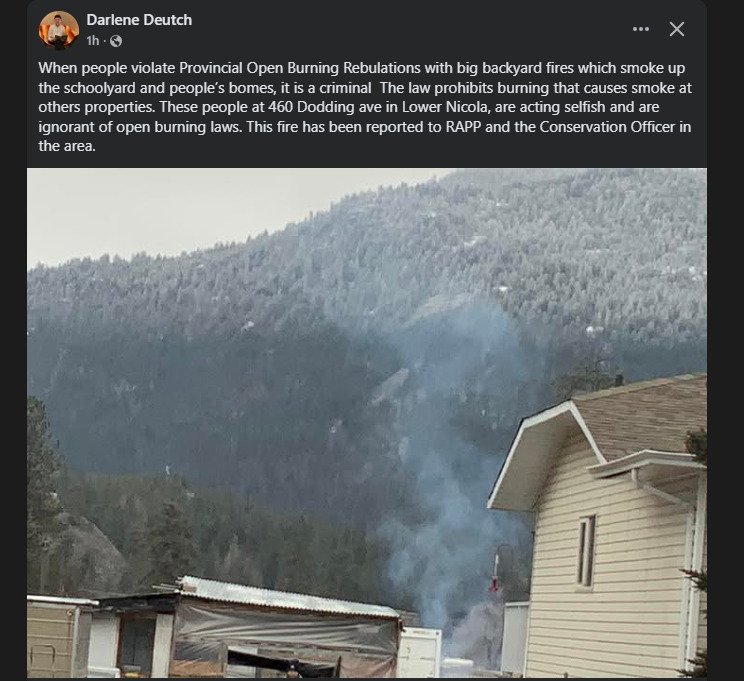 Darlene Deutch
1h ·
When people violate Provincial Open Burning Rebulations with big backyard fires which smoke up
the schoolyard and people's bomes, it is a criminal  The law prohibits burning that causes smoke at
others properties. These people at 460 Dodding ave in Lower Nicola, are acting selfish and are
ignorant of open burning laws. This fire has been reported to RAPP and the Conservation Officer in
the area.